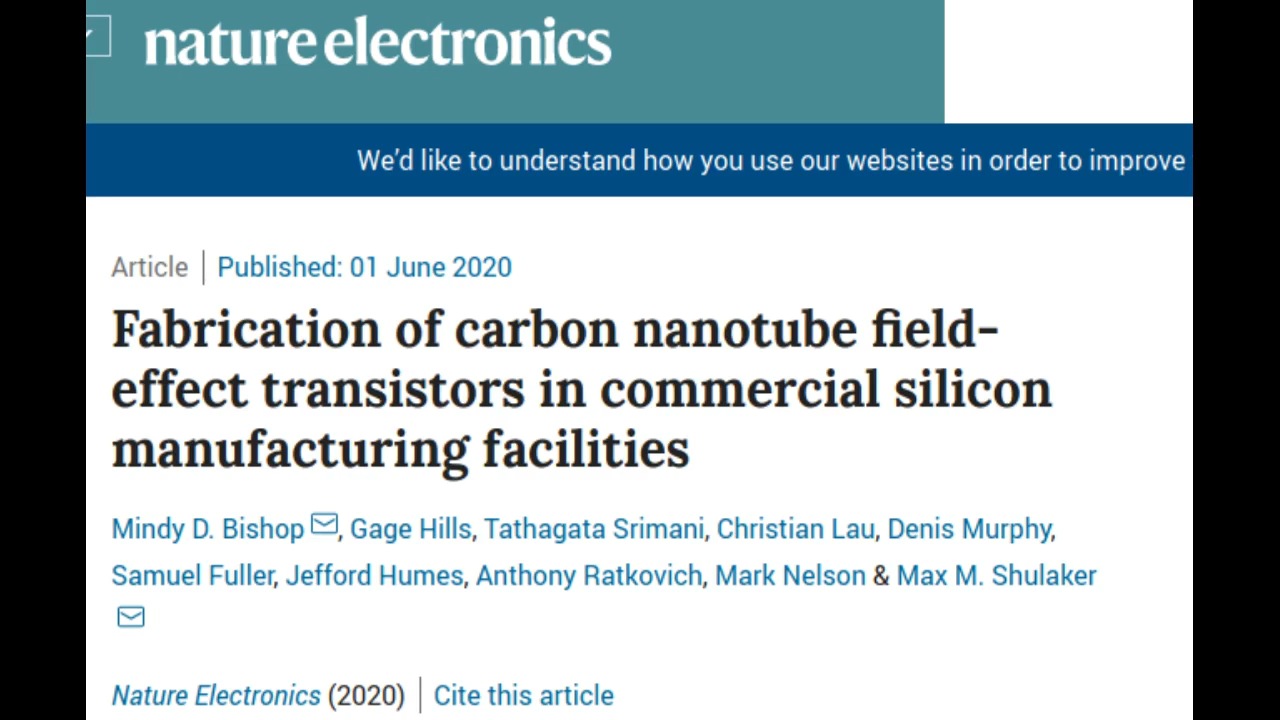 nature electronics
We'd like to understand how you use our websites in order to improve
Article | Published: 01 June 2020
Fabrication of carbon nanotube field-
effect transistors in commercial silicon
manufacturing facilities
Mindy D. Bishop, Gage Hills, Tathagata Srimani, Christian Lau, Denis Murphy,
Samuel Fuller, Jefford Humes, Anthony Ratkovich, Mark Nelson & Max M. Shulaker
Nature Electronics (2020) | Cite this article